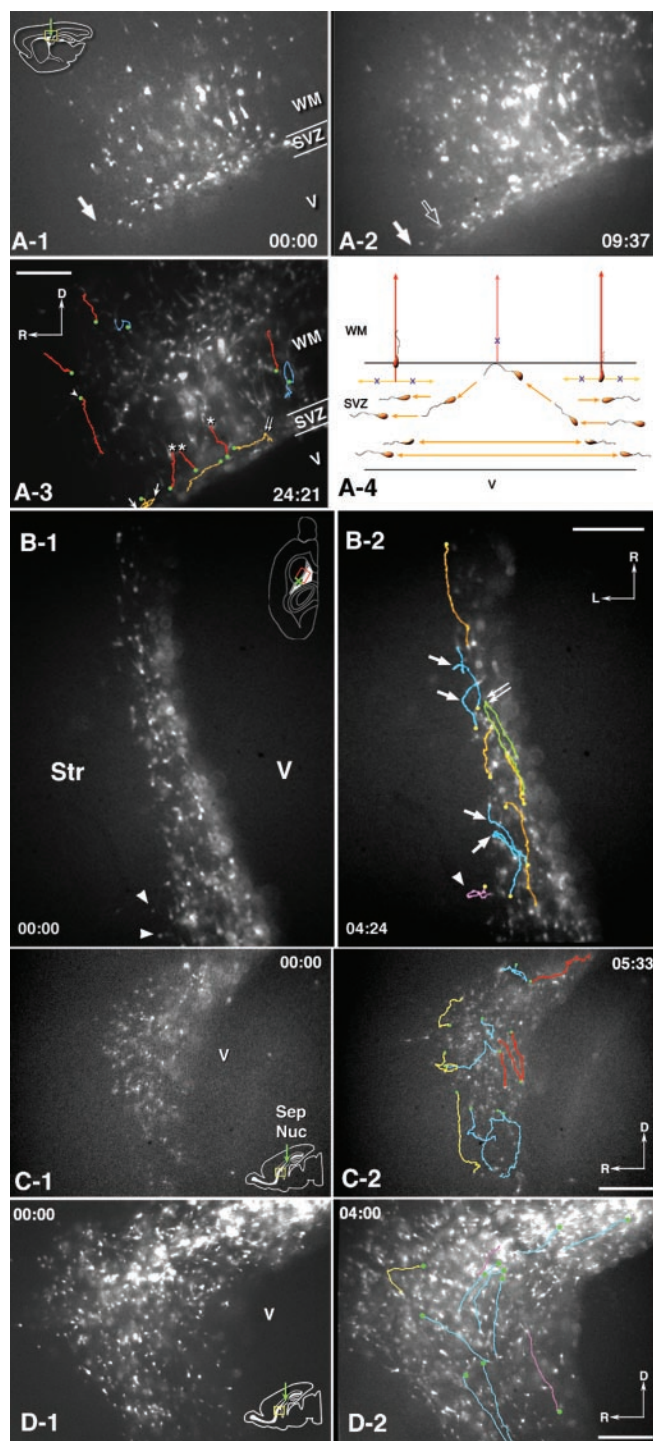 WM
SVZ
V
A-1
00:00
A-2
09:37
D
R
WM
SVZ
V
*
**
A-3
24:21
WM
SVZ
V
A-4
x
x x
x x
B-1
Str
V
00:00
B-2
R
L
04:24
00:00
V
Sep
Nuc
C-1
05:33
D
R
C-2
00:00
V
D-1
04:00
D
R
D-2